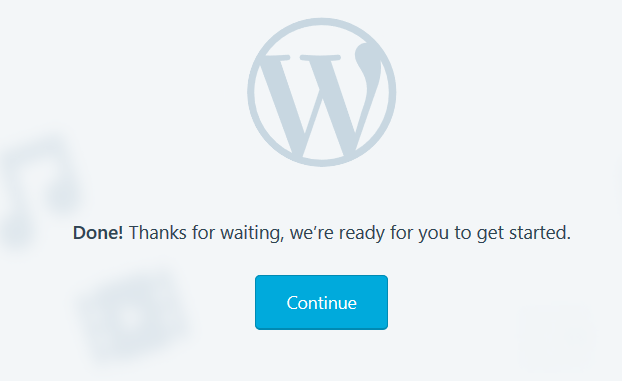 Done! Thanks for waiting, we’re ready for you to get started.
Continue